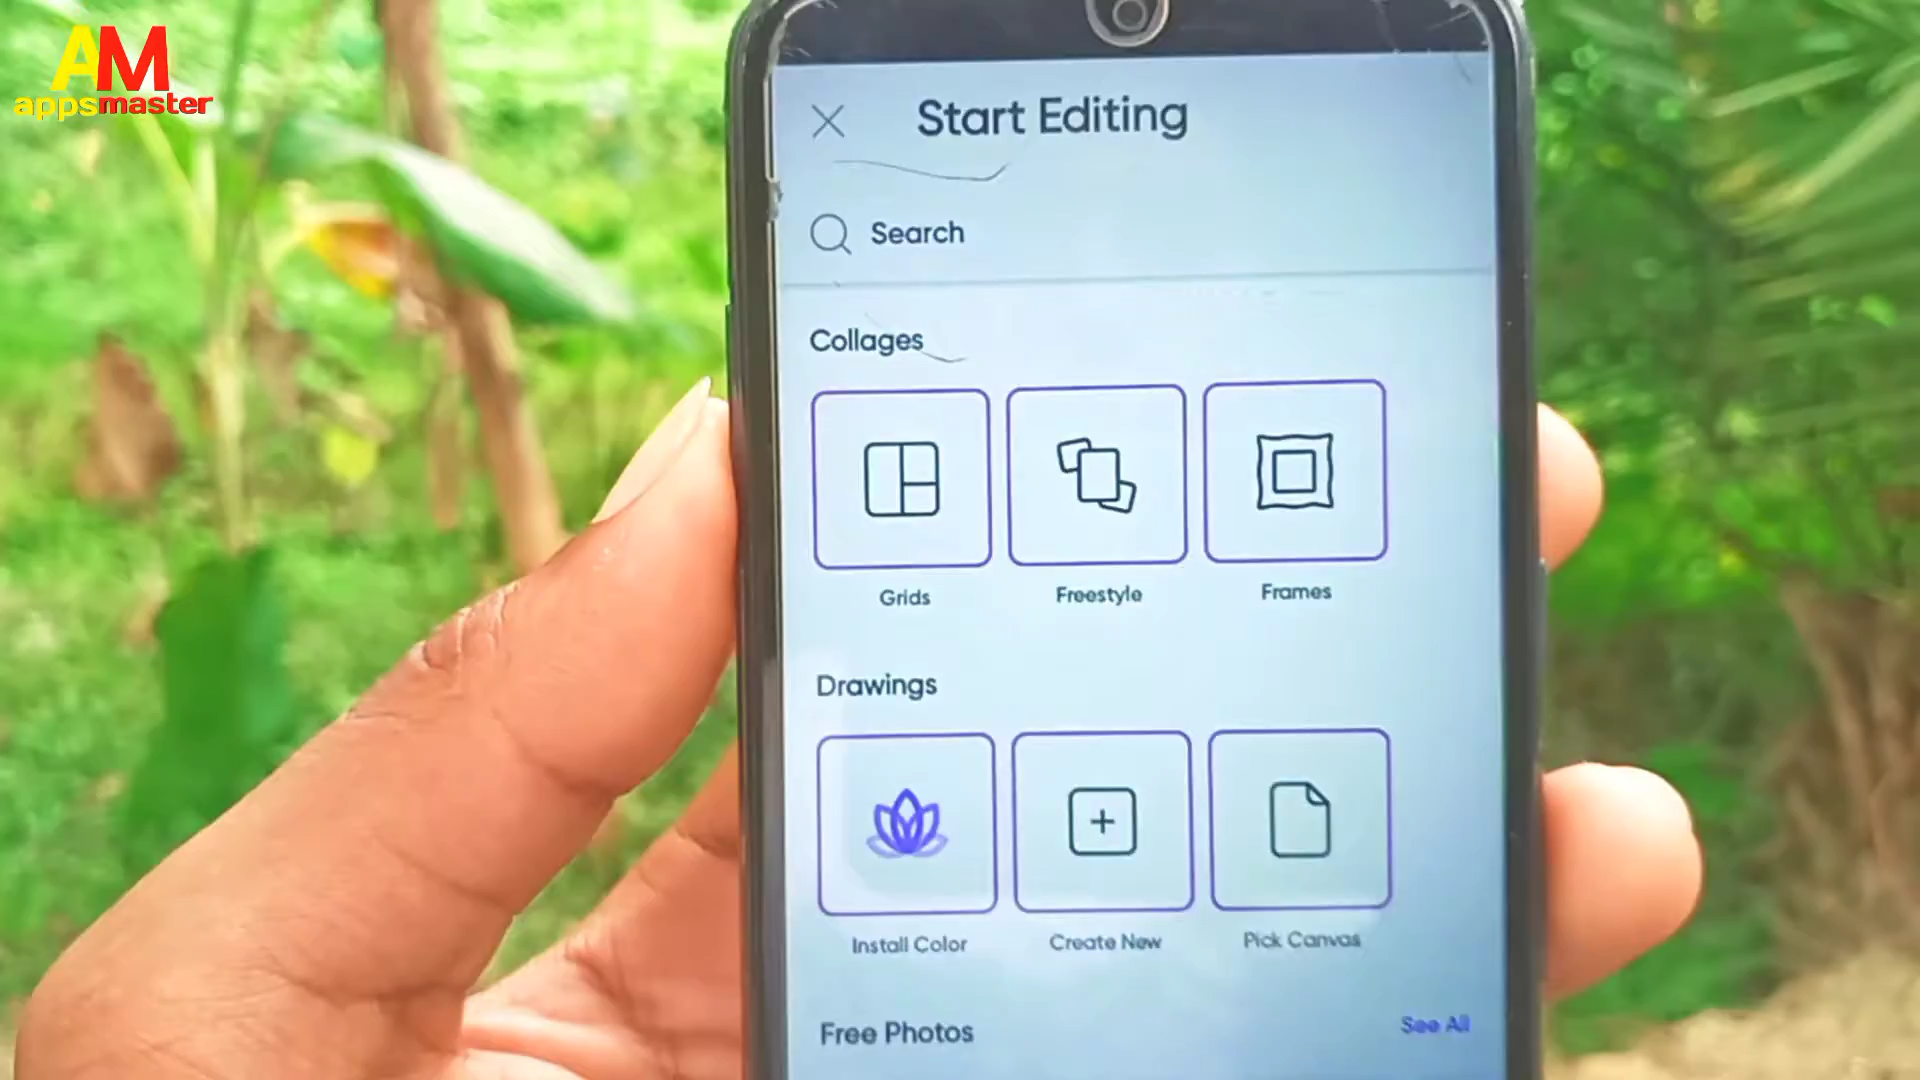 AM
appsmaster
Start Editing
Search
Collages
Grids
Freestyle
Frames
Drawings
Install Color
Create New
Pick Canvas
Free Photos
See All